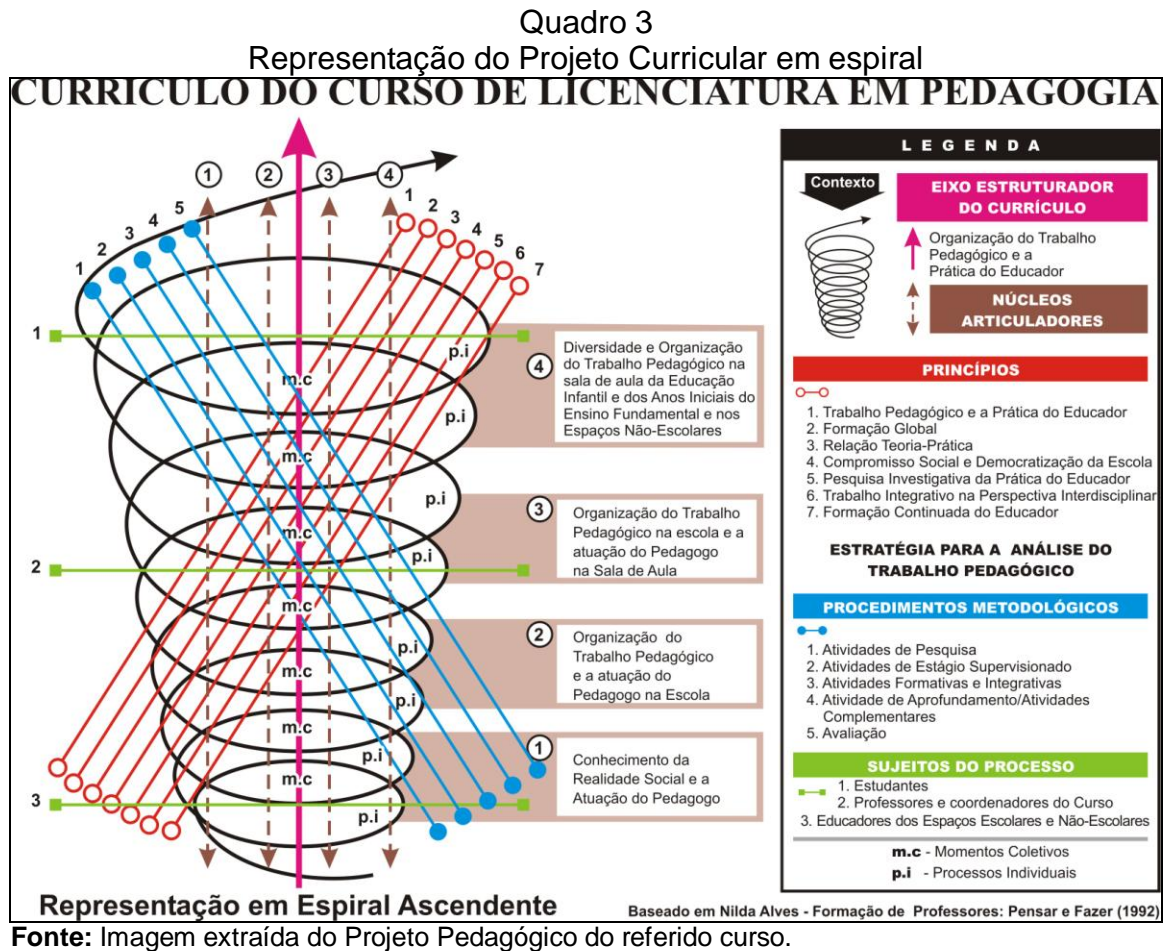 Quadro 3
Representação do Projeto Curricular em espiral
CURRICULO DO CURSO DE LICENCIATURA EM PEDAGOGIA
1
2
3
4
1
2
3
4
5
1
2
3
4
5
6
7
1
2
3
m.c
m.c
m.c
m.c
m.c
m.c
m.c
p.i
p.i
p.i
p.i
p.i
p.i
p.i
p.i
4
Diversidade e Organização
do Trabalho Pedagógico na
sala de aula da Educação
Infantil e dos Anos Iniciais do
Ensino Fundamental e nos
Espaços Não-Escolares
3
Organização do Trabalho
Pedagógico na escola e a
atuação do Pedagogo
na Sala de Aula
2
Organização do
Trabalho Pedagógico
e a atuação do
Pedagogo na Escola
1
Conhecimento da
Realidade Social e a
Atuação do Pedagogo
LEGENDA
Contexto
EIXO ESTRUTURADOR
DO CURRÍCULO
Organização do Trabalho
Pedagógico e a
Prática do Educador
NÚCLEOS
ARTICULADORES
PRINCÍPIOS
1. Trabalho Pedagógico e a Prática do Educador
2. Formação Global
3. Relação Teoria-Prática
4. Compromisso Social e Democratização da Escola
5. Pesquisa Investigativa da Prática do Educador
6. Trabalho Integrativo na Perspectiva Interdisciplinar
7. Formação Continuada do Educador
ESTRATÉGIA PARA A ANÁLISE DO
TRABALHO PEDAGÓGICO
PROCEDIMENTOS METODOLÓGICOS
1. Atividades de Pesquisa
2. Atividades de Estágio Supervisionado
3. Atividades Formativas e Integrativas
4. Atividade de Aprofundamento/Atividades
Complementares
5. Avaliação
SUJEITOS DO PROCESSO
1. Estudantes
2. Professores e coordenadores do Curso
3. Educadores dos Espaços Escolares e Não-Escolares
m.c - Momentos Coletivos
p.i - Processos Individuais
Representação em Espiral Ascendente
Baseado em Nilda Alves - Formação de Professores: Pensar e Fazer (1992)
Fonte: Imagem extraída do Projeto Pedagógico do referido curso.